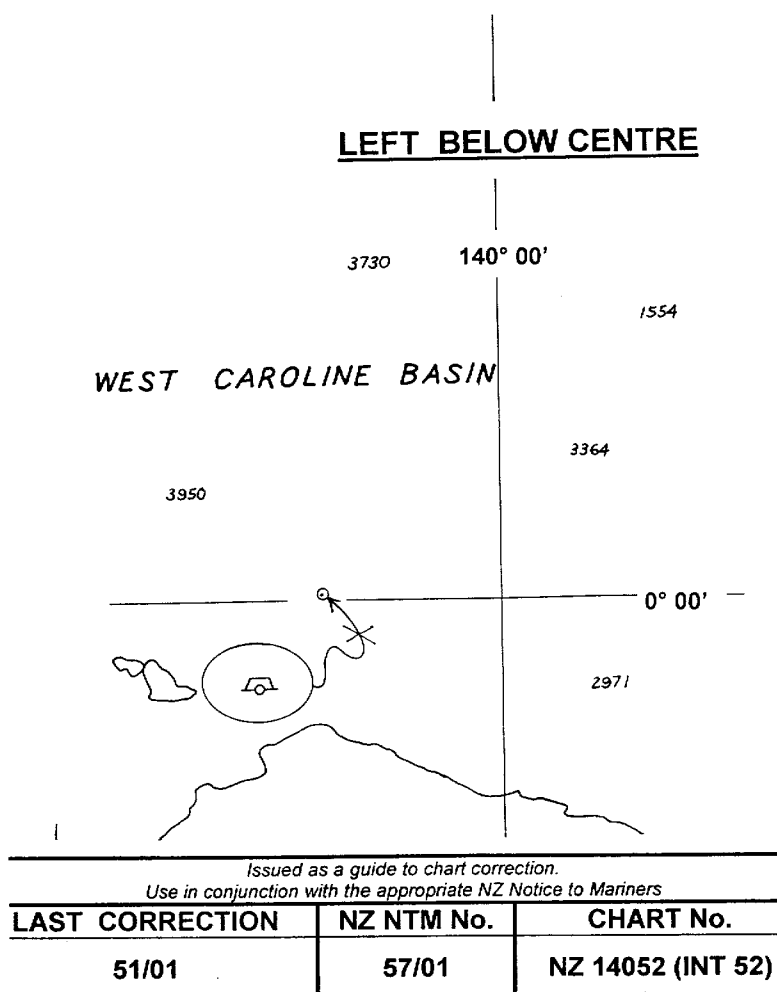 LEFT BELOW CENTRE
3730
140° 00'
1554
WEST CAROLINE BASIN
3364
3950
0° 00'
2971
Issued as a guide to chart correction.
Use in conjunction with the appropriate NZ Notice to Mariners
LAST CORRECTION NZ NTM No. CHART No.
51/01 57/01 NZ 14052 (INT 52)